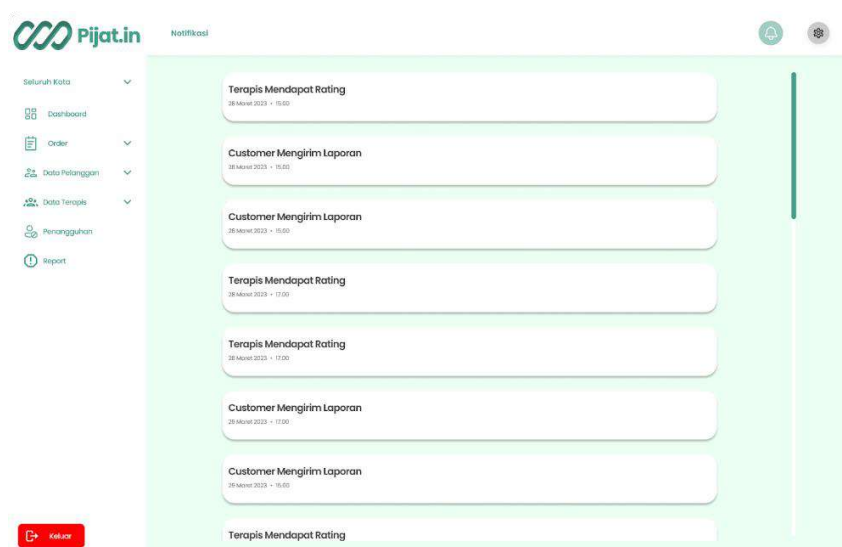 Pijat.in
Notifikasi
Seluruh Kota
Dashboard
Order
Data Pelanggan
Data Terapis
Penangguhan
Report
Keluar
Terapis Mendapat Rating
28 Maret 2023 • 15.00
Customer Mengirim Laporan
28 Maret 2023 • 15.00
Customer Mengirim Laporan
28 Maret 2023 • 15.00
Terapis Mendapat Rating
28 Maret 2023 • 17.00
Terapis Mendapat Rating
28 Maret 2023 • 17.00
Customer Mengirim Laporan
29 Maret 2023 • 17.00
Customer Mengirim Laporan
29 Maret 2023 • 15.00
Terapis Mendapat Rating